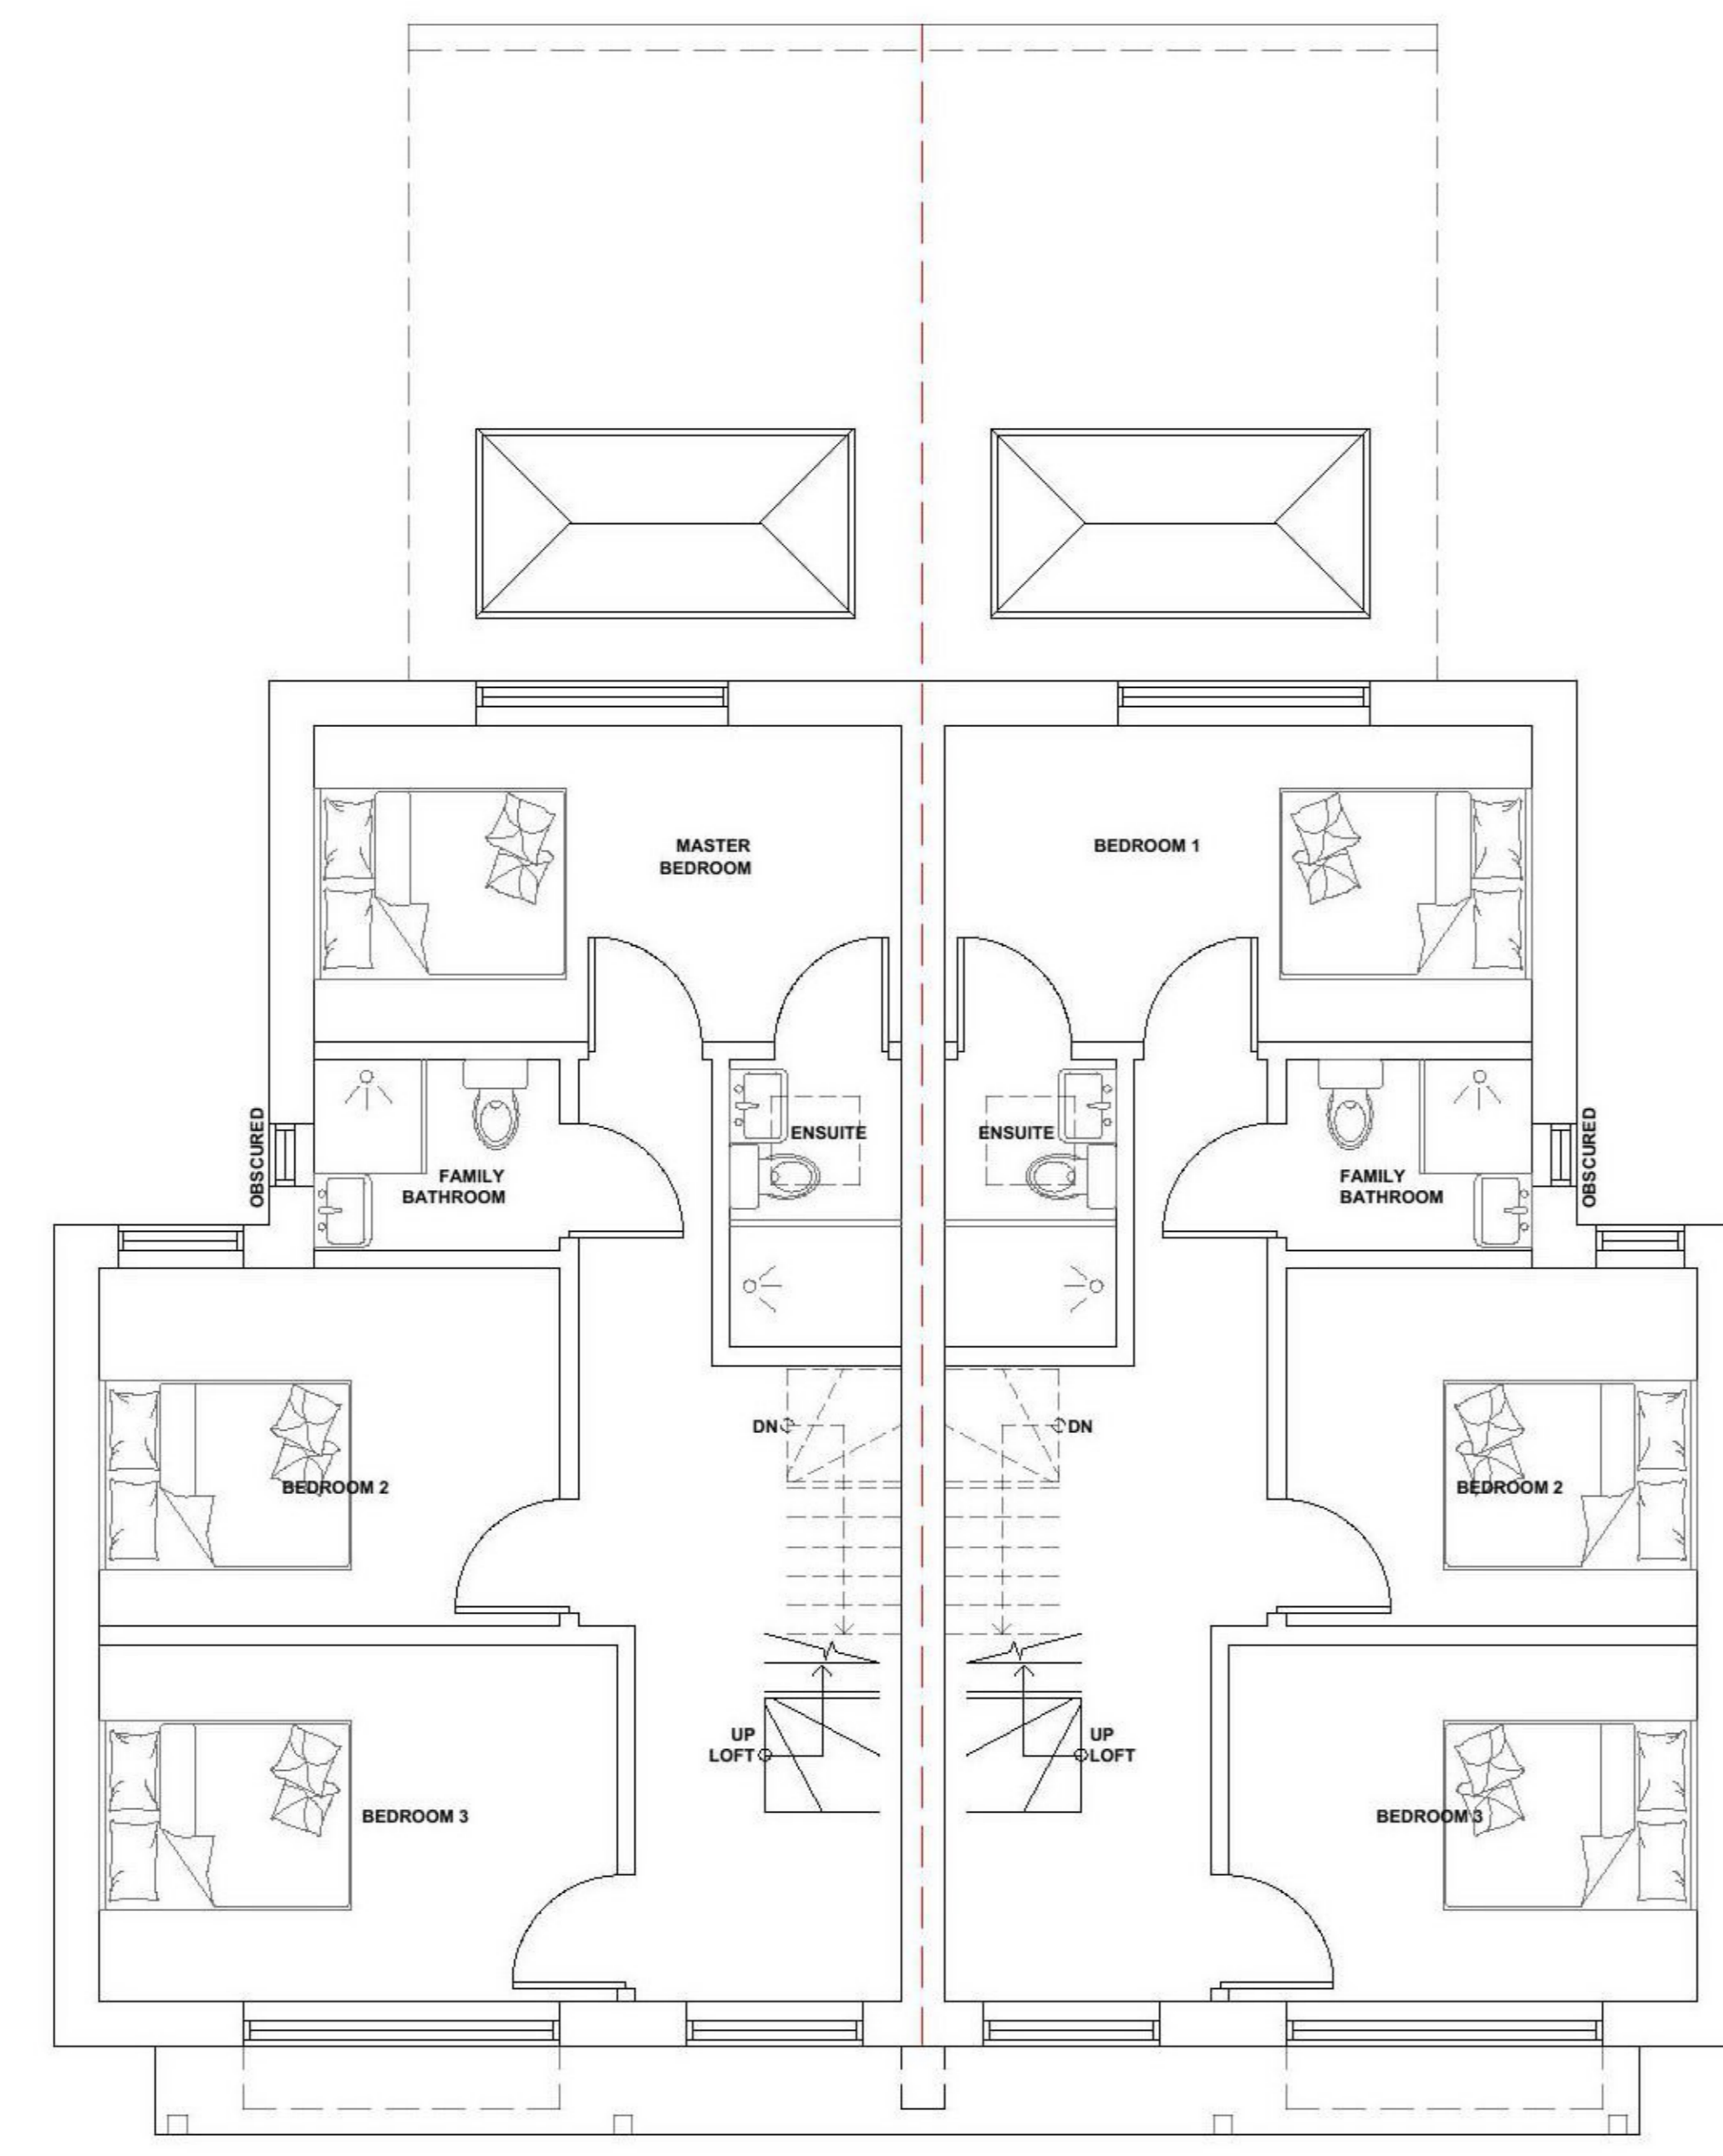 MASTER
BEDROOM
BEDROOM 1
OBSCURED
FAMILY
BATHROOM
ENSUITE
ENSUITE
FAMILY
BATHROOM
OBSCURED
DN
DN
BEDROOM 2
BEDROOM 2
UP
LOFT
UP
LOFT
BEDROOM 3
BEDROOM 3